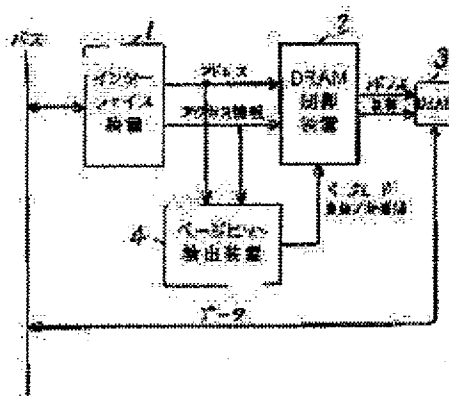 バス
1
インター
フェイス
装置
アドレス
アクセス情報
2
DRAM
制御
装置
アドレス
3
DRAM
4
ページヒット
検出装置
データ